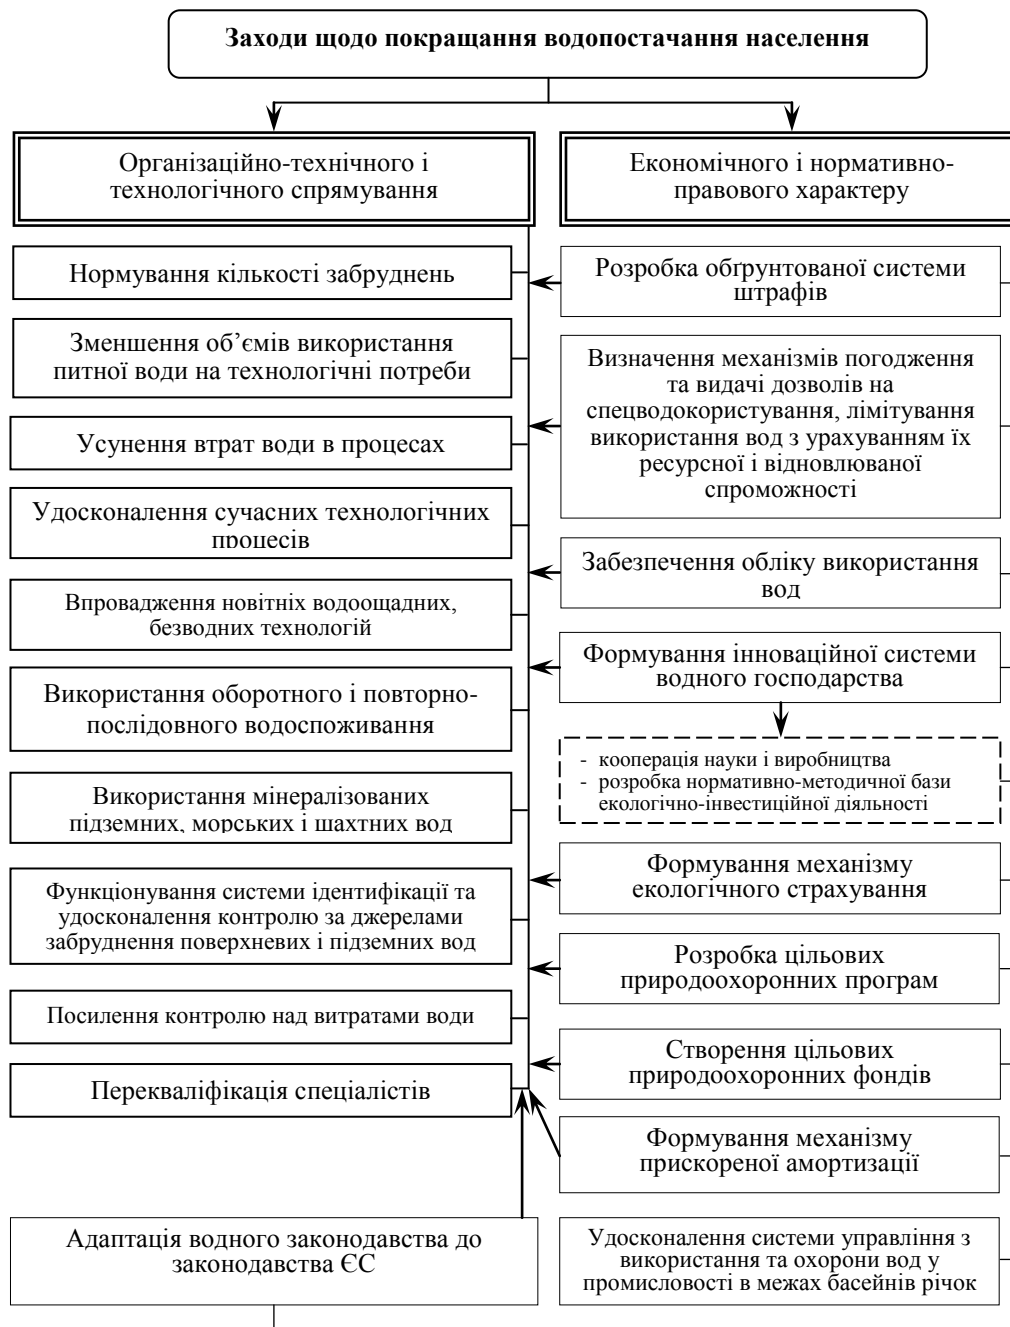 Заходи щодо покращання водопостачання населення
Організаційно-технічного і
технологічного спрямування
Нормування кількості забруднень
Зменшення об’ємів використання
питної води на технологічні потреби
Усунення втрат води в процесах
Удосконалення сучасних технологічних
процесів
Впровадження новітніх водоощадних,
безводних технологій
Використання оборотного і повторно-
послідовного водоспоживання
Використання мінералізованих
підземних, морських і шахтних вод
Функціонування системи ідентифікації та
удосконалення контролю за джерелами
забруднення поверхневих і підземних вод
Посилення контролю над витратами води
Перекваліфікація спеціалістів
Адаптація водного законодавства до
законодавства ЄС
Економічного і нормативно-
правового характеру
Розробка обґрунтованої системи
штрафів
Визначення механізмів погодження
та видачі дозволів на
спецводокористування, лімітування
використання вод з урахуванням їх
ресурсної і відновлюваної
спроможності
Забезпечення обліку використання
вод
Формування інноваційної системи
водного господарства
- кооперація науки і виробництва
- розробка нормативно-методичної бази
екологічно-інвестиційної діяльності
Формування механізму
екологічного страхування
Розробка цільових
природоохоронних програм
Створення цільових
природоохоронних фондів
Формування механізму
прискореної амортизації
Удосконалення системи управління з
використання та охорони вод у
промисловості в межах басейнів річок